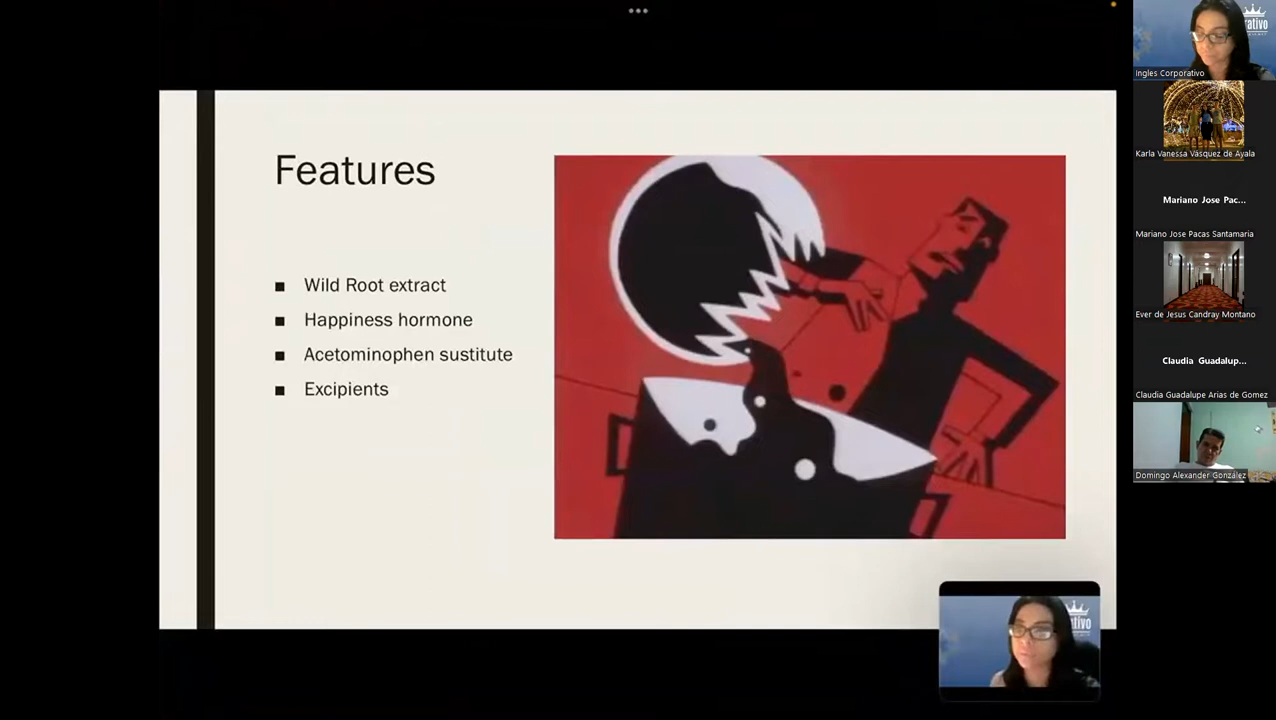 Features
Wild Root extract
Happiness hormone
Acetominophen sustitute
Excipients
rativo
Ingles Corporativo
Karla Vanessa Vásquez de Ayala
Mariano Jose Pac...
Mariano Jose Pacas Santamaria
Ever de Jesus Candray Montano
Claudia Guadalup...
Claudia Guadalupe Arias de Gomez
Domingo Alexander González
ativo